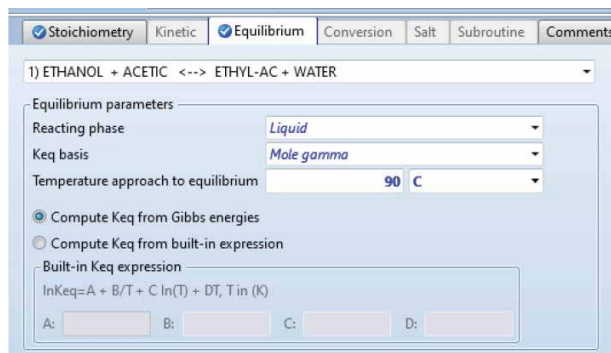 Stoichiometry Kinetic Equilibrium Conversion Salt Subroutine Comments
1) ETHANOL + ACETIC <--> ETHYL-AC + WATER
Equilibrium parameters
Reacting phase Liquid
Keq basis Mole gamma
Temperature approach to equilibrium 90 C
Compute Keq from Gibbs energies
Compute Keq from built-in expression
Built-in Keq expression
lnKeq=A + B/T + C ln(T) + DT, T in (K)
A: B: C: D: